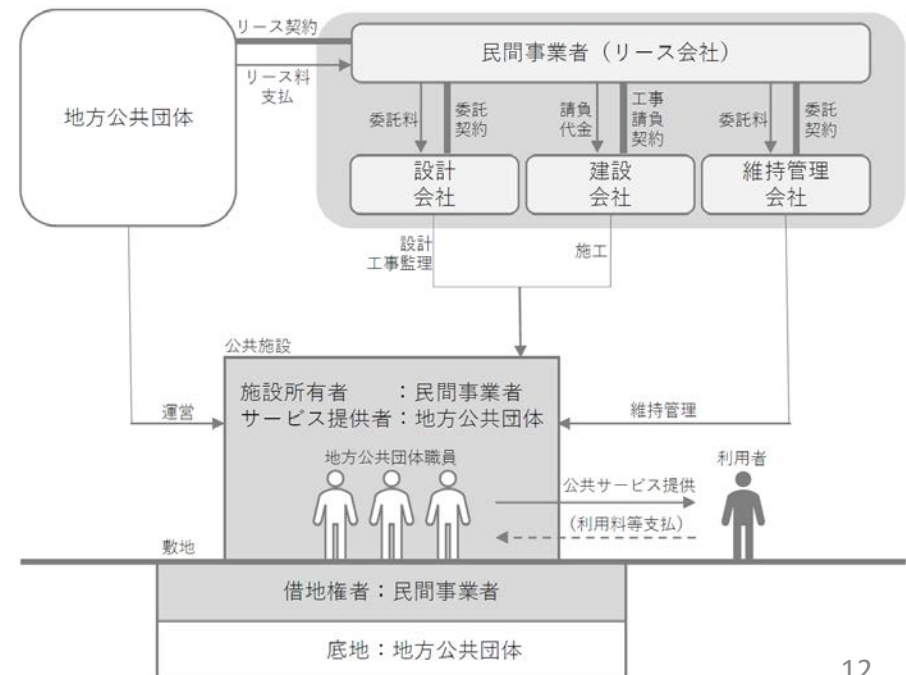 リース契約
リース料
支払
地方公共団体
民間事業者（リース会社）
委託料
委託
契約
請負
代金
工事
請負
契約
委託料
委託
契約
設計
会社
建設
会社
維持管理
会社
設計
工事監理
施工
公共施設
施設所有者　　：民間事業者
サービス提供者：地方公共団体
運営
維持管理
地方公共団体職員
利用者
公共サービス提供
（利用料等支払）
敷地
借地権者：民間事業者
底地：地方公共団体
12